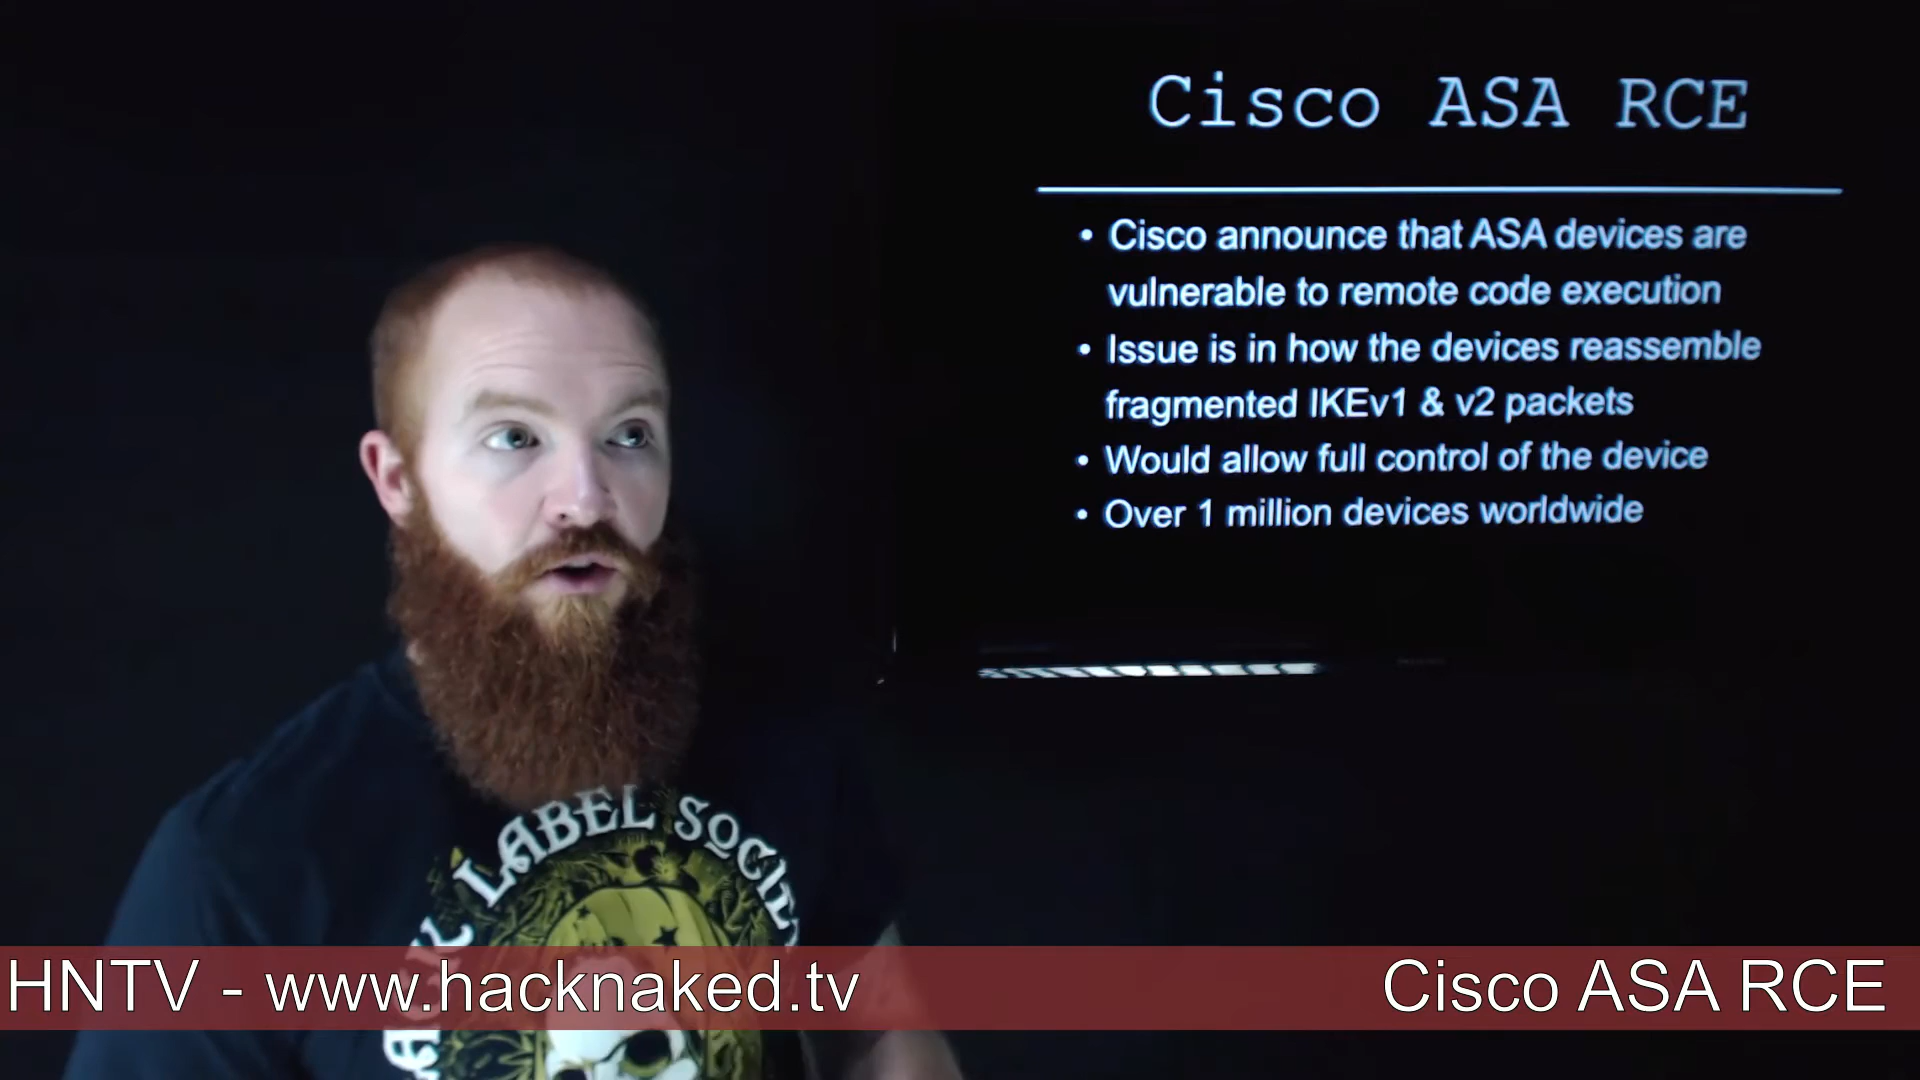 Cisco ASA RCE
• Cisco announce that ASA devices are
vulnerable to remote code execution
• Issue is in how the devices reassemble
fragmented IKEv1 & v2 packets
• Would allow full control of the device
• Over 1 million devices worldwide
LABEL SOCIETY
HNTV - www.hacknaked.tv
Cisco ASA RCE